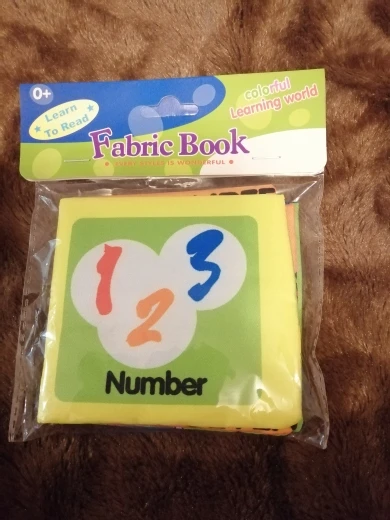 0+
Learn
To Read
colorful
Learning world
Fabric Book
1 2 3
Number